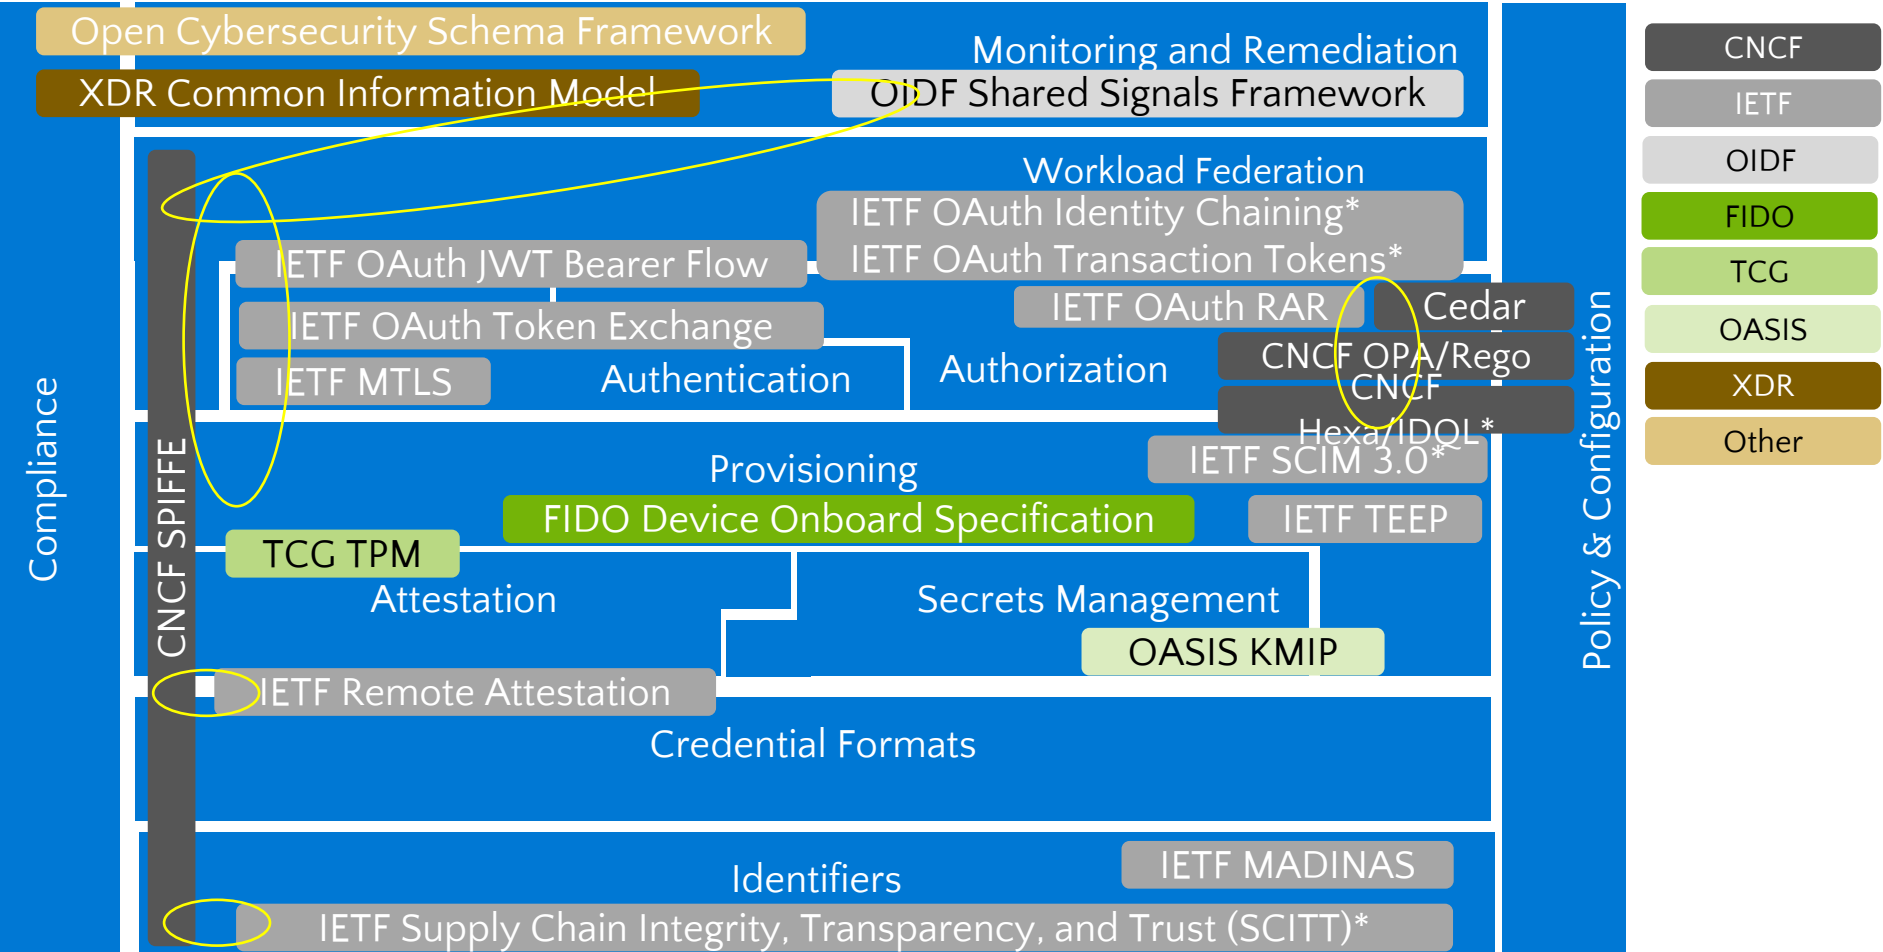 Open Cybersecurity Schema Framework
Monitoring and Remediation
XDR Common Information Model
OIDF Shared Signals Framework
Workload Federation
IETF OAuth Identity Chaining*
IETF OAuth JWT Bearer Flow
IETF OAuth Transaction Tokens*
IETF OAuth RAR
Cedar
IETF OAuth Token Exchange
CNCF OPA/Rego
IETF MTLS
Authentication
Authorization
CNCF
Hexa/IDQL*
Provisioning
IETF SCIM 3.0*
FIDO Device Onboard Specification
IETF TEEP
TCG TPM
Attestation
Secrets Management
OASIS KMIP
IETF Remote Attestation
Credential Formats
IETF MADINAS
Identifiers
IETF Supply Chain Integrity, Transparency, and Trust (SCITT)*
Compliance
CNCF SPIFFE
Policy & Configuration
CNCF
IETF
OIDF
FIDO
TCG
OASIS
XDR
Other